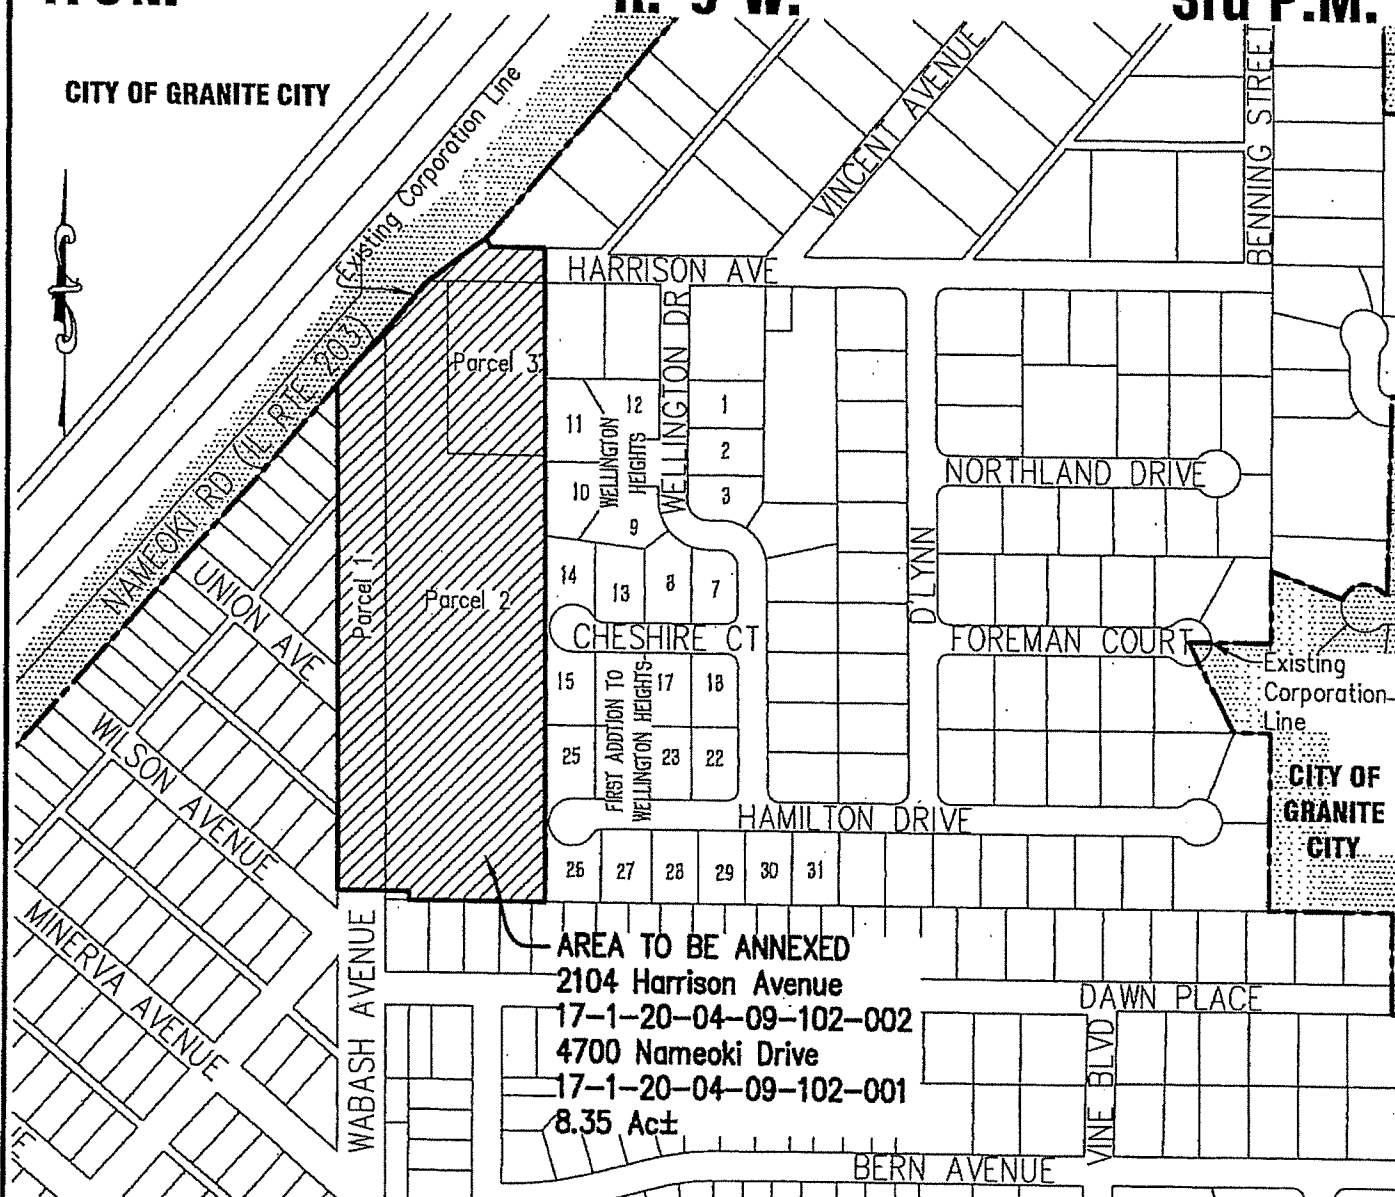 R. 9 W.
3rd P.M.
CITY OF GRANITE CITY
Existing Corporation Line
VINCENT AVENUE
BENNING STREET
HARRISON AVE
NAMEOKI RD (IL RTE 203)
Parcel 3
WELLINGTON DR
12
1
11
WELLINGTON
HEIGHTS
2
10
3
9
NORTHLAND DRIVE
D'LYNN
UNION AVE
Parcel 1
Parcel 2
14
13
8
7
CHESHIRE CT
FOREMAN COURT
Existing
Corporation
Line
15
FIRST ADDTION TO
WELLINGTON HEIGHTS
17
18
25
23
22
WILSON AVENUE
CITY OF
GRANITE
CITY
HAMILTON DRIVE
26
27
28
29
30
31
MINERVA AVENUE
WABASH AVENUE
AREA TO BE ANNEXED
2104 Harrison Avenue
17-1-20-04-09-102-002
4700 Nameoki Drive
17-1-20-04-09-102-001
8.35 Ac±
DAWN PLACE
VINE BLVD
BERN AVENUE